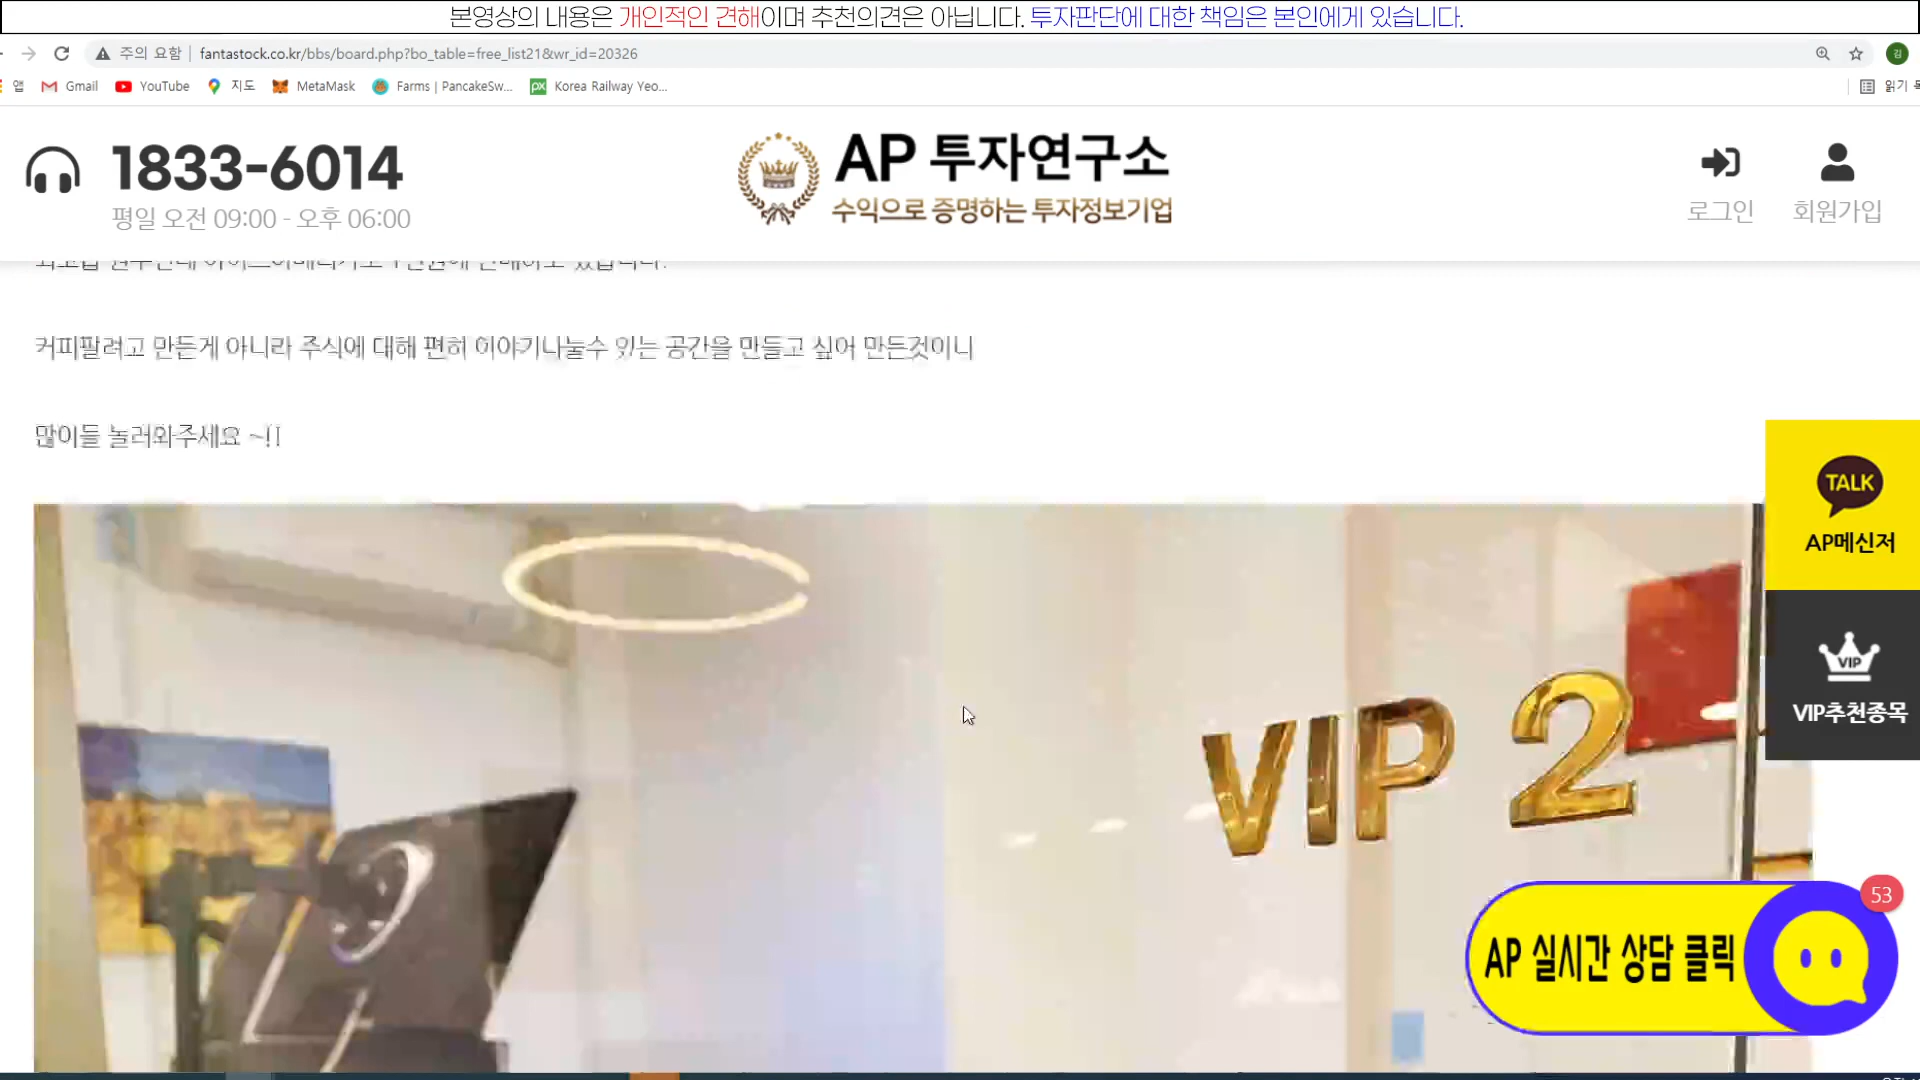 본영상의 내용은 개인적인 견해이며 추천의견은 아닙니다. 투자판단에 대한 책임은 본인에게 있습니다.
주의 요함 | fantastock.co.kr/bbs/board.php?bo_table=free_list21&wr_id=20326
김
앱 Gmail YouTube 지도 MetaMask Farms | PancakeSw... Korea Railway Yeo... 읽기
1833-6014
평일 오전 09:00 - 오후 06:00
AP 투자연구소
수익으로 증명하는 투자정보기업
로그인
회원가입
커피팔려고 만든게 아니라 주식에 대해 편히 이야기나눌수 있는 공간을 만들고 싶어 만든것이니
많이들 놀러와주세요 ~!!
TALK
AP메신저
VIP
VIP추천종목
VIP 2
53
AP 실시간 상담 클릭